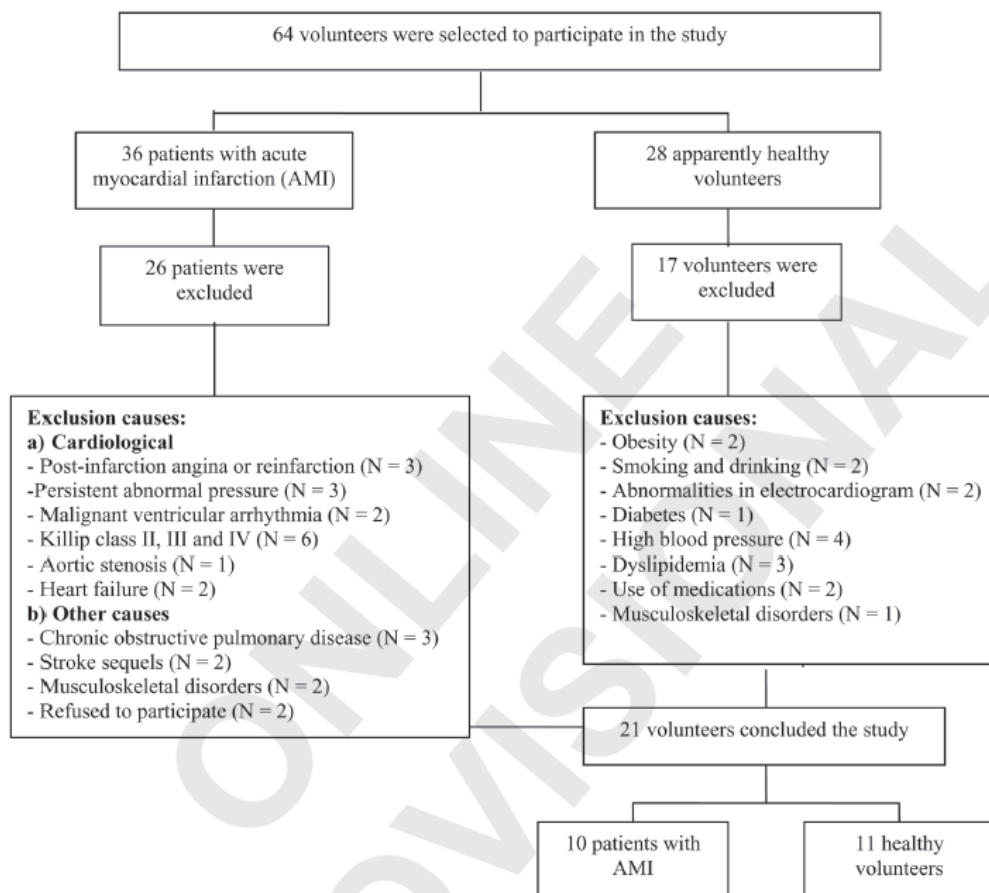 64 volunteers were selected to participate in the study
36 patients with acute
myocardial infarction (AMI)
28 apparently healthy
volunteers
26 patients were
excluded
17 volunteers were
excluded
Exclusion causes:
a) Cardiological
- Post-infarction angina or reinfarction (N = 3)
-Persistent abnormal pressure (N = 3)
- Malignant ventricular arrhythmia (N = 2)
- Killip class II, III and IV (N = 6)
- Aortic stenosis (N = 1)
- Heart failure (N = 2)
b) Other causes
- Chronic obstructive pulmonary disease (N = 3)
- Stroke sequels (N = 2)
- Musculoskeletal disorders (N = 2)
- Refused to participate (N = 2)
Exclusion causes:
- Obesity (N = 2)
- Smoking and drinking (N = 2)
- Abnormalities in electrocardiogram (N = 2)
- Diabetes (N = 1)
- High blood pressure (N = 4)
- Dyslipidemia (N = 3)
- Use of medications (N = 2)
- Musculoskeletal disorders (N = 1)
21 volunteers concluded the study
10 patients with
AMI
11 healthy
volunteers
ONLINE
OVISIONAL